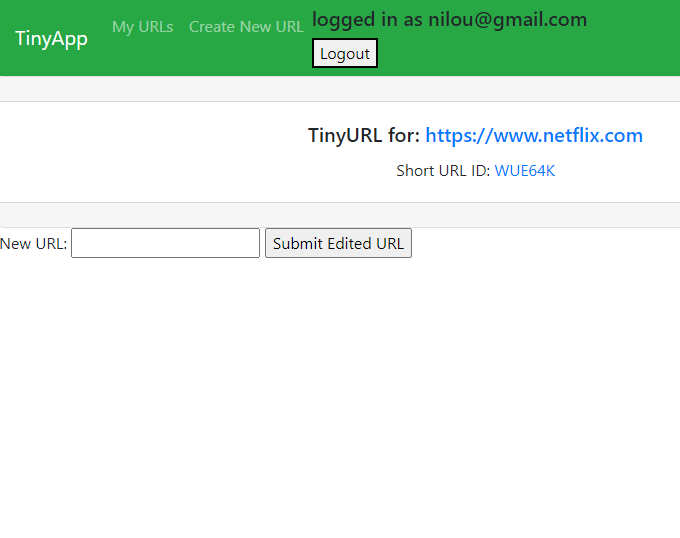 TinyApp My URLs Create New URL logged in as nilou@gmail.com
Logout
TinyURL for: https://www.netflix.com
Short URL ID: WUE64K
New URL: Submit Edited URL